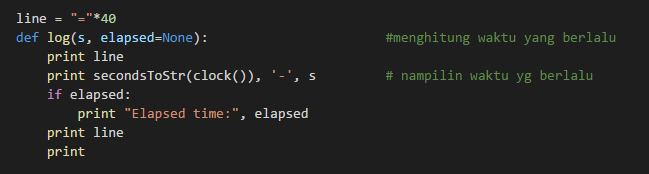 line = "="*40
def log(s, elapsed=None): #menghitung waktu yang berlalu
print line
print secondsToStr(clock()), '-', s # nampilin waktu yg berlalu
if elapsed:
print "Elapsed time:", elapsed
print line
print